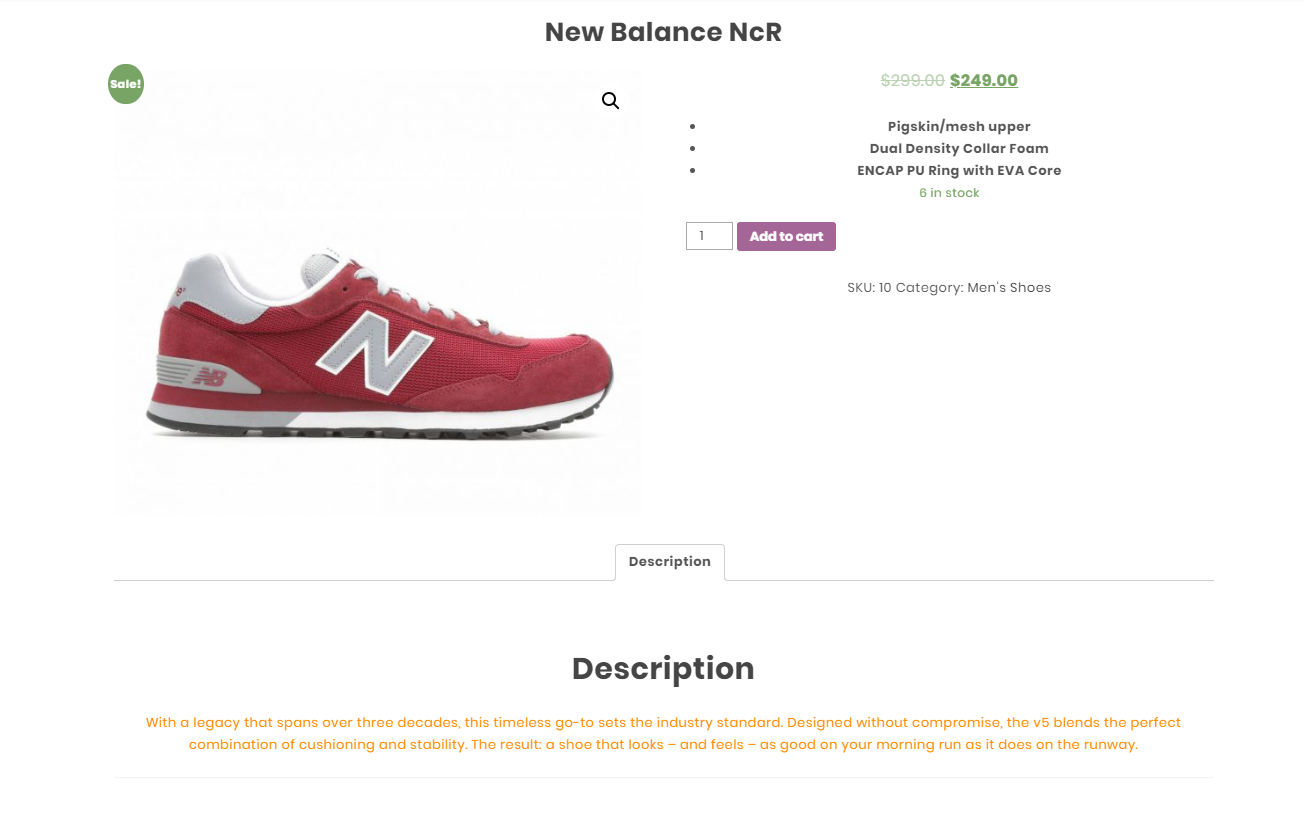 New Balance NcR
Sale!
$299.00 $249.00
Pigskin/mesh upper
Dual Density Collar Foam
ENCAP PU Ring with EVA Core
6 in stock
1 Add to cart
SKU: 10 Category: Men's Shoes
N
NB
Description
Description
With a legacy that spans over three decades, this timeless go-to sets the industry standard. Designed without compromise, the v5 blends the perfect
combination of cushioning and stability. The result: a shoe that looks – and feels – as good on your morning run as it does on the runway.